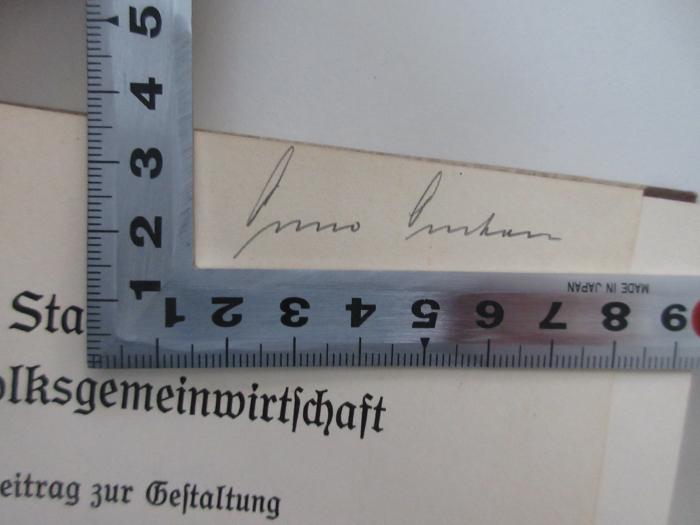 5
4
3
2
1
1 2 3 4 5 6 7 8 9
MADE IN JAPAN
Sta
olksgemeinwirtschaft
eitrag zur Gestaltung